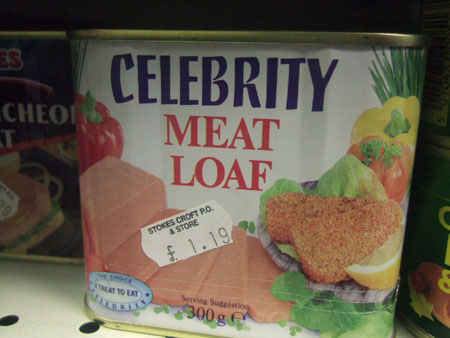 CELEBRITY
MEAT
LOAF
STOKES CROFT P.O.
& STORE
£1.19
TREAT TO EAT
Serving Suggestion
300g e